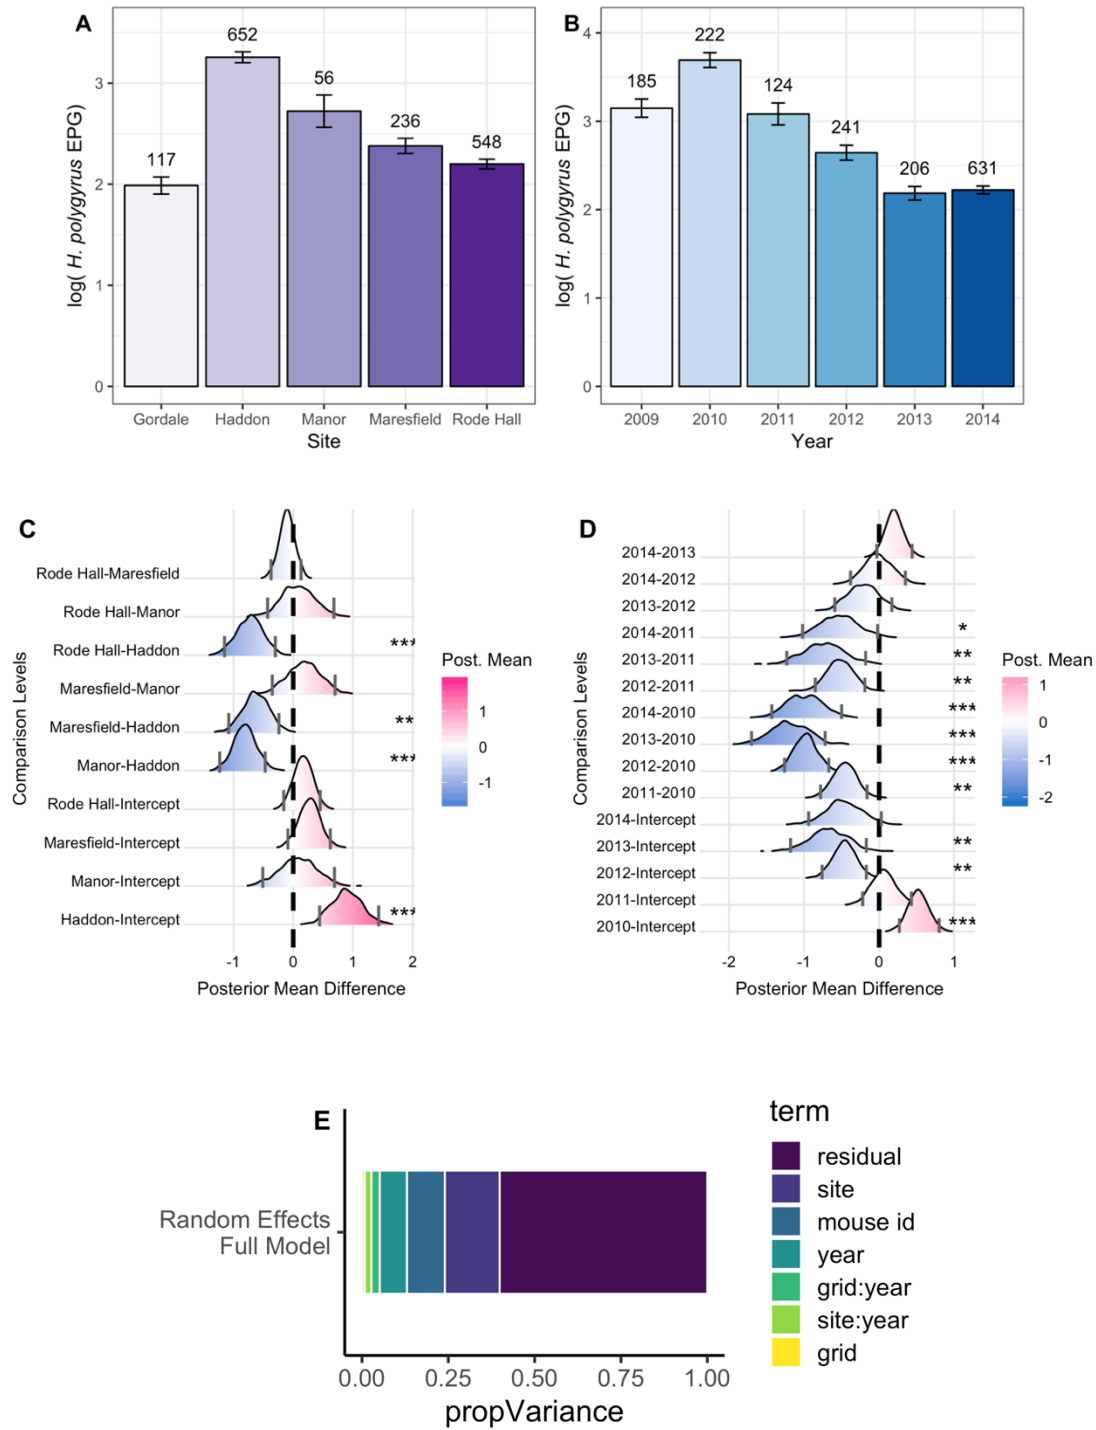 A
652
56
236
548
117
3
2
1
0
log( H. polygyrus EPG)
Gordale Haddon Manor Maresfield Rode Hall
Site
B
222
185
124
241
206
631
4
3
2
1
0
log( H. polygyrus EPG)
2009 2010 2011 2012 2013 2014
Year
C
Comparison Levels
Rode Hall-Maresfield
Rode Hall-Manor
Rode Hall-Haddon ***
Maresfield-Manor
Maresfield-Haddon **
Manor-Haddon ***
Rode Hall-Intercept
Maresfield-Intercept
Manor-Intercept
Haddon-Intercept ***
-1 0 1 2
Posterior Mean Difference
Post. Mean
1
0
-1
D
Comparison Levels
2014-2013
2014-2012
2013-2012
2014-2011 *
2013-2011 **
2012-2011 **
2014-2010 ***
2013-2010 ***
2012-2010 ***
2011-2010 **
2014-Intercept
2013-Intercept **
2012-Intercept **
2011-Intercept
2010-Intercept ***
-2 -1 0 1
Posterior Mean Difference
Post. Mean
1
0
-1
-2
E
Random Effects
Full Model
0.00 0.25 0.50 0.75 1.00
propVariance
term
residual
site
mouse id
year
grid:year
site:year
grid